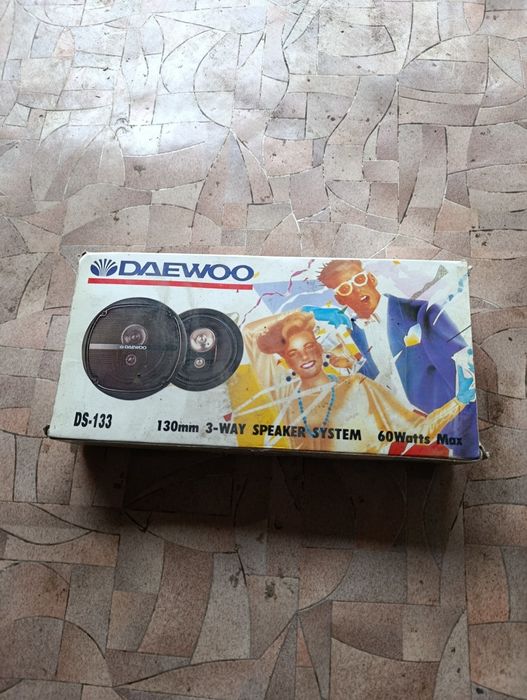 DAEWOO
DAEWOO
DS-133
130mm 3-WAY SPEAKER SYSTEM
60Watts Max